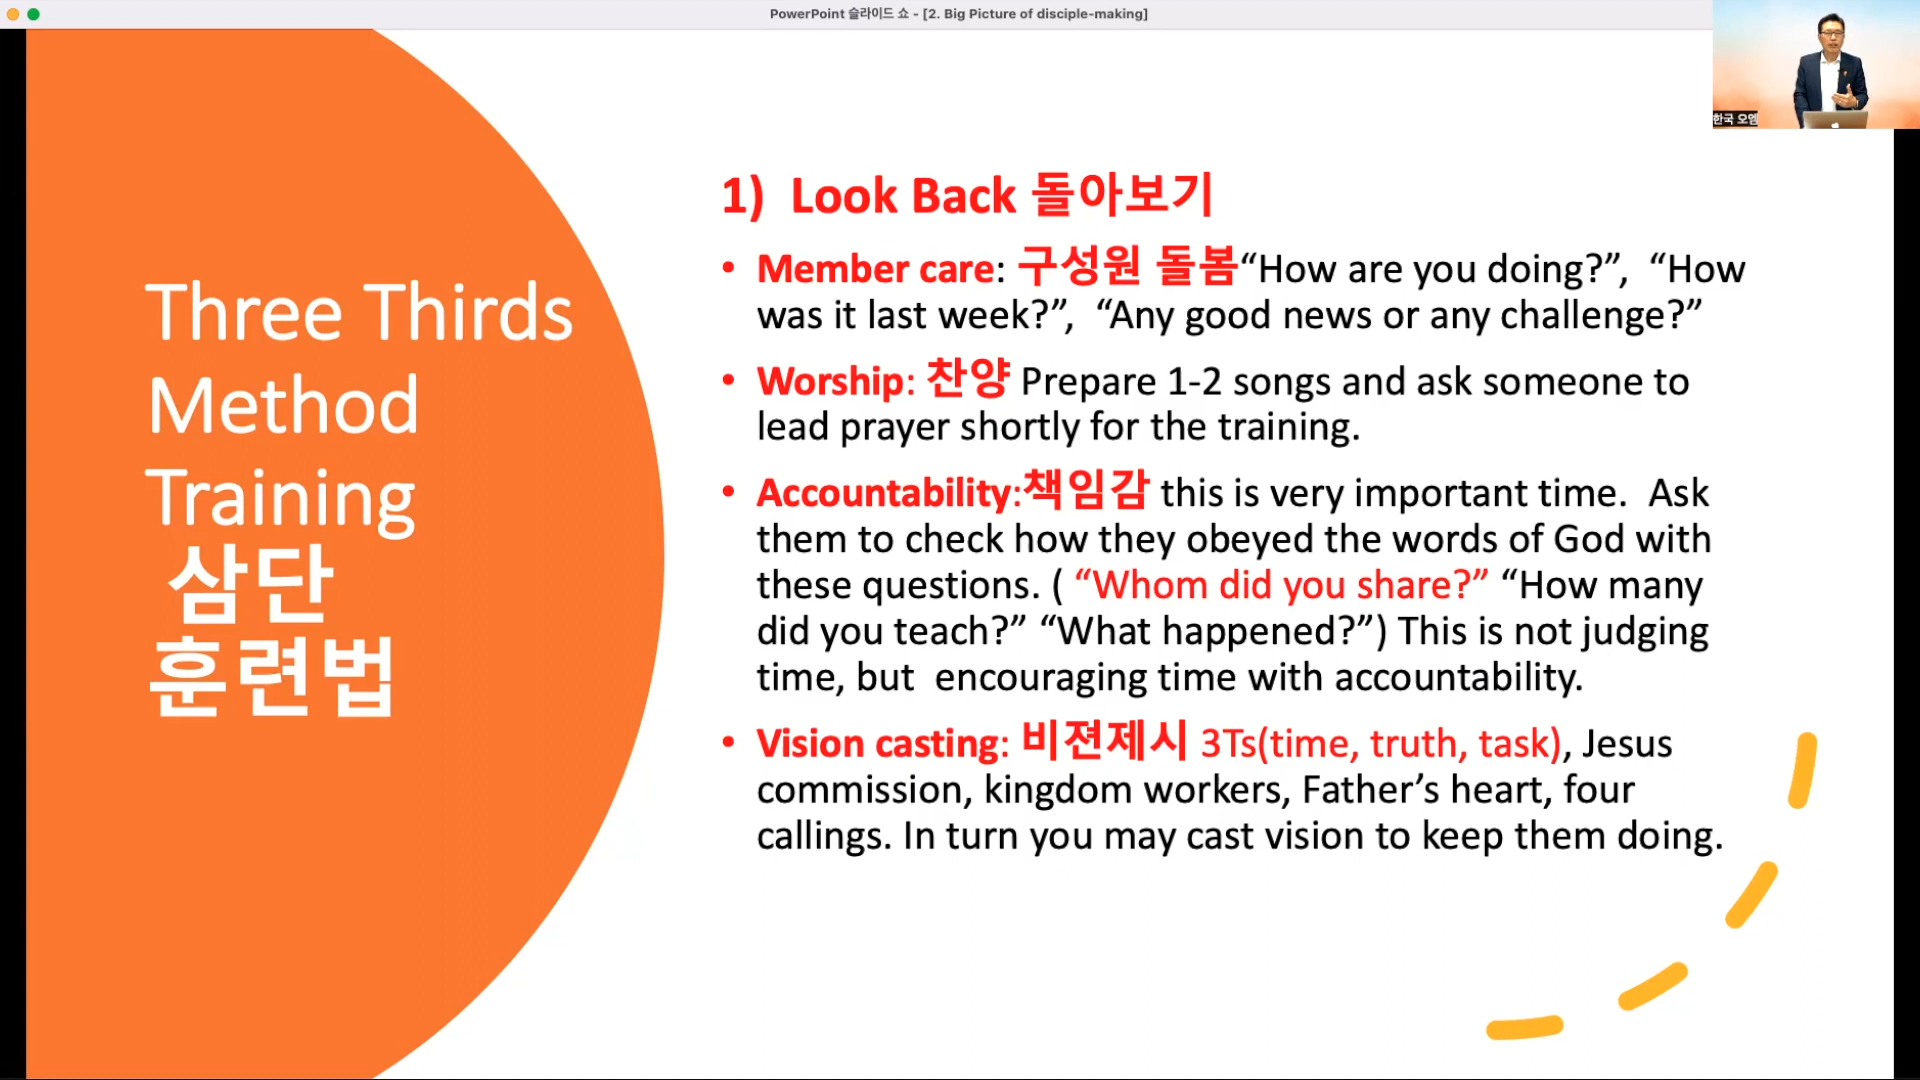 PowerPoint 슬라이드 쇼 - [2. Big Picture of disciple-making]
한국 오엠
Three Thirds
Method
Training
삼단
훈련법
1) Look Back 돌아보기
• Member care: 구성원 돌봄“How are you doing?”, “How
was it last week?”, “Any good news or any challenge?”
• Worship: 찬양 Prepare 1-2 songs and ask someone to
lead prayer shortly for the training.
• Accountability:책임감 this is very important time. Ask
them to check how they obeyed the words of God with
these questions. ( “Whom did you share?” “How many
did you teach?” “What happened?”) This is not judging
time, but encouraging time with accountability.
• Vision casting: 비젼제시 3Ts(time, truth, task), Jesus
commission, kingdom workers, Father’s heart, four
callings. In turn you may cast vision to keep them doing.